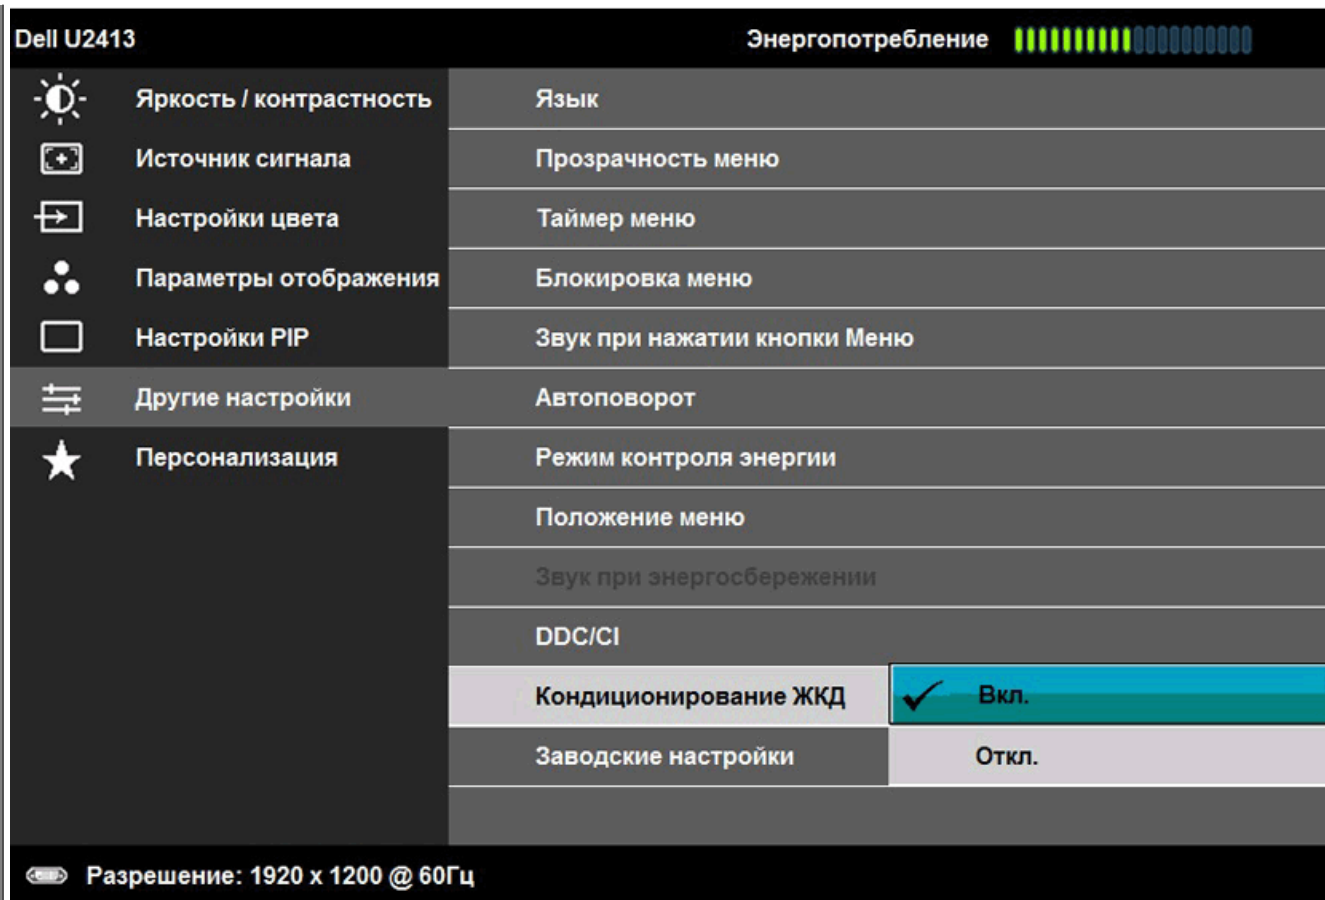 Dell U2413 Энергопотребление
Яркость / контрастность Язык
Источник сигнала Прозрачность меню
Настройки цвета Таймер меню
Параметры отображения Блокировка меню
Настройки PIP Звук при нажатии кнопки Меню
Другие настройки Автоповорот
Персонализация Режим контроля энергии
Положение меню
Звук при энергосбережении
DDC/CI
Кондиционирование ЖКД Вкл.
Заводские настройки Откл.
Разрешение: 1920 x 1200 @ 60Гц